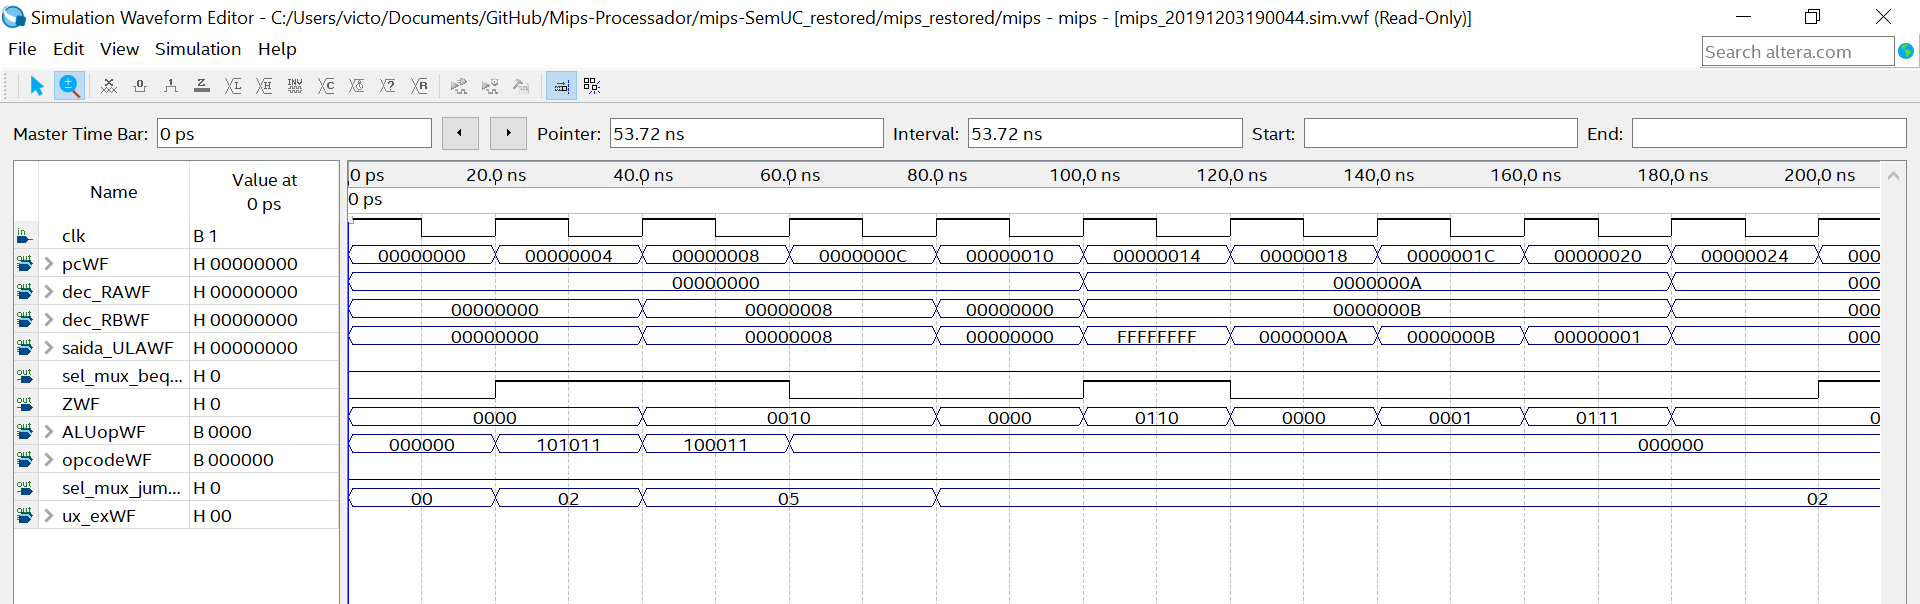 Simulation Waveform Editor - C:/Users/victo/Documents/GitHub/Mips-Processador/mips-SemUC_restored/mips_restored/mips - mips - [mips_20191203190044.sim.vwf (Read-Only)]
File Edit View Simulation Help
Search altera.com
Master Time Bar: 0 ps Pointer: 53.72 ns Interval: 53.72 ns Start: End:
Name Value at 0 ps
0 ps 20.0 ns 40.0 ns 60.0 ns 80.0 ns 100.0 ns 120.0 ns 140.0 ns 160.0 ns 180.0 ns 200.0 ns
0 ps
clk B 1
pcWF H 00000000 00000000 00000004 00000008 0000000C 00000010 00000014 00000018 0000001C 00000020 00000024 000
dec_RAWF H 00000000 00000000 0000000A 000
dec_RBWF H 00000000 00000000 00000008 00000000 0000000B 000
saida_ULAWF H 00000000 00000000 00000008 00000000 FFFFFFFF 0000000A 0000000B 00000001 000
sel_mux_beq... H 0
ZWF H 0
ALUopWF B 0000 0000 0010 0000 0110 0000 0001 0111 0
opcodeWF B 000000 000000 101011 100011 000000
sel_mux_jum... H 0
ux_exWF H 00 00 02 05 02